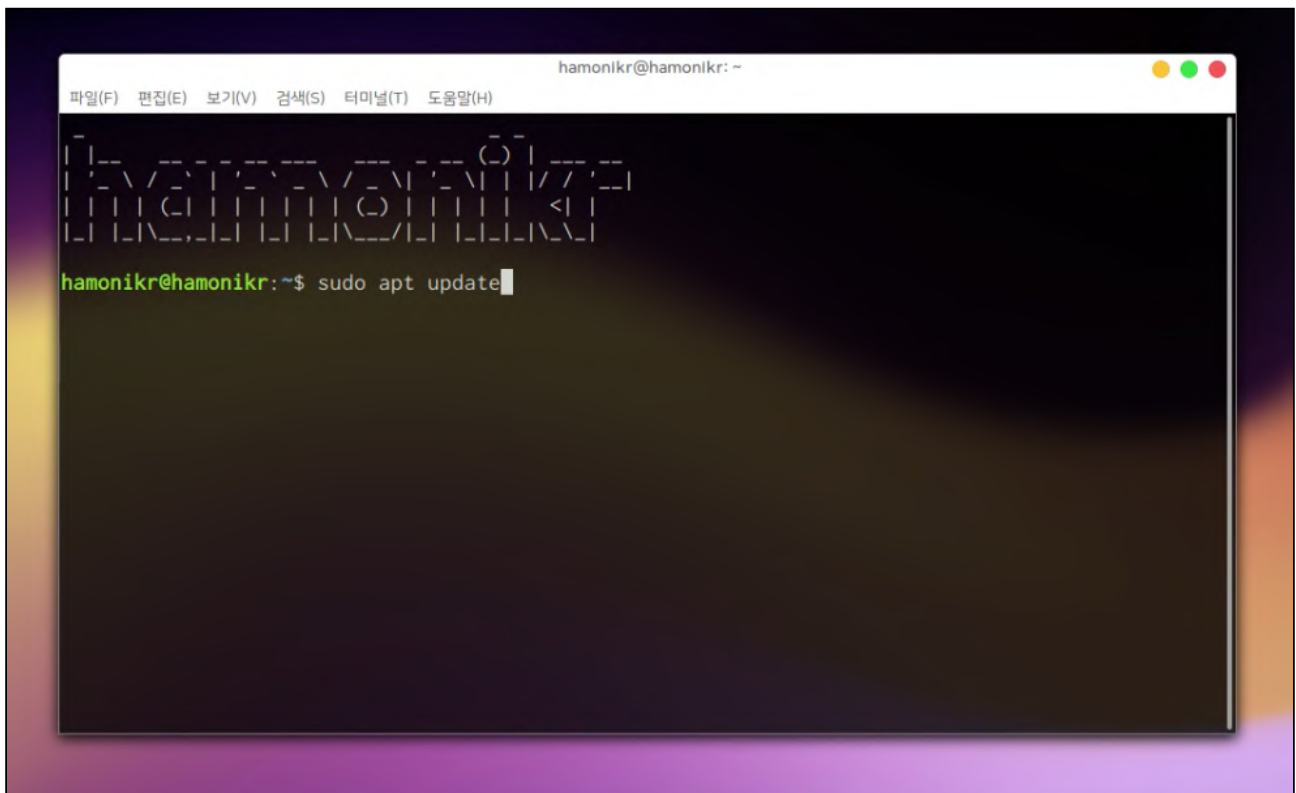 hamonikr@hamonikr: ~
파일(F) 편집(E) 보기(V) 검색(S) 터미널(T) 도움말(H)
hamonikr
hamonikr@hamonikr:~$ sudo apt update